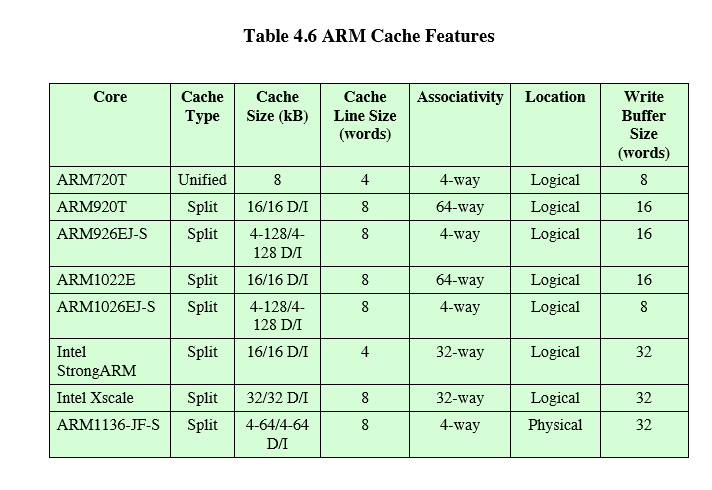 Table 4.6 ARM Cache Features
Core Cache Type Cache Size (kB) Cache Line Size (words) Associativity Location Write Buffer Size (words)
ARM720T Unified 8 4 4-way Logical 8
ARM920T Split 16/16 D/I 8 64-way Logical 16
ARM926EJ-S Split 4-128/4-128 D/I 8 4-way Logical 16
ARM1022E Split 16/16 D/I 8 64-way Logical 16
ARM1026EJ-S Split 4-128/4-128 D/I 8 4-way Logical 8
Intel StrongARM Split 16/16 D/I 4 32-way Logical 32
Intel Xscale Split 32/32 D/I 8 32-way Logical 32
ARM1136-JF-S Split 4-64/4-64 D/I 8 4-way Physical 32